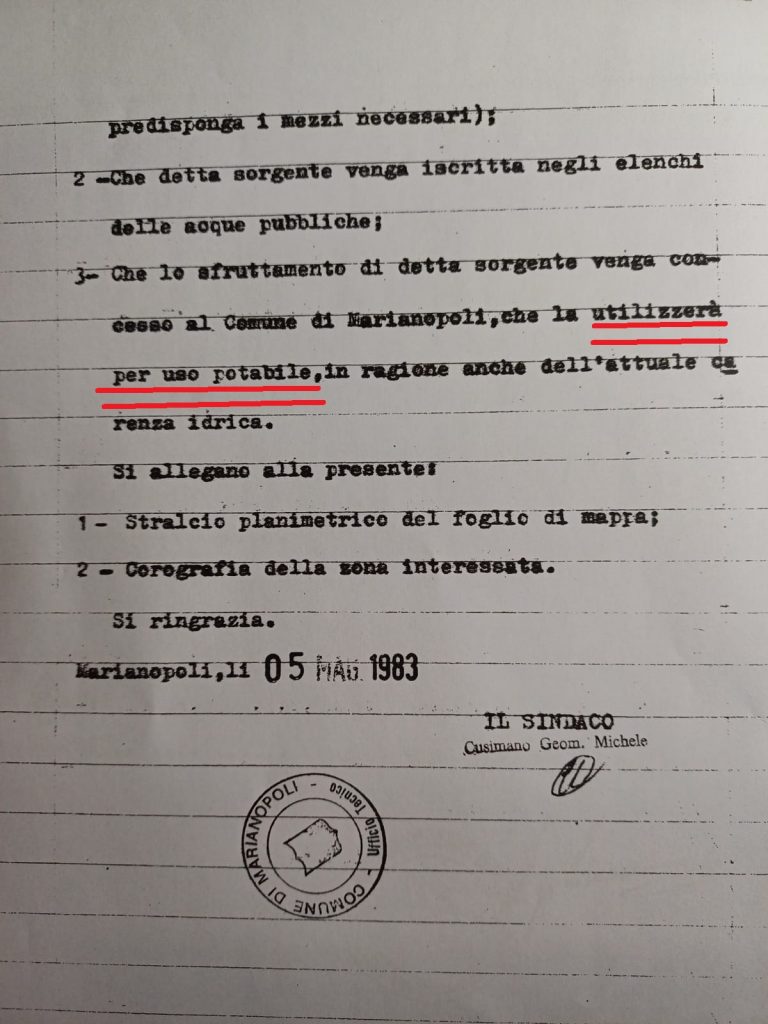 predisponga i mezzi necessari);
2 -Che detta sorgente venga iscritta negli elenchi
delle acque pubbliche;
3- Che lo sfruttamento di detta sorgente venga con-
cesso al Comune di Marianopoli,che la utilizzerà
per uso potabile,in ragione anche dell'attuale ca
renza idrica.
Si allegano alla presente:
1 - Stralcio planimetrico del foglio di mappa;
2 - Corografia della zona interessata.
Si ringrazia.
Marianopoli,li 05 MAG. 1983
IL SINDACO
Cusimano Geom. Michele
COMUNE DI MARIANOPOLI - Ufficio Tecnico -